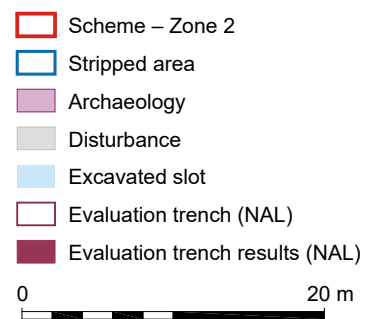 Scheme – Zone 2
Stripped area
Archaeology
Disturbance
Excavated slot
Evaluation trench (NAL)
Evaluation trench results (NAL)
0 20 m